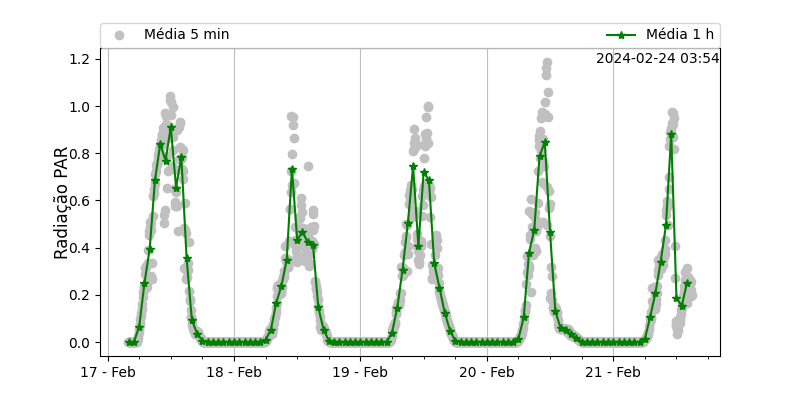 Média 5 min
Média 1 h
2024-02-24 03:54
Radiação PAR
1.2
1.0
0.8
0.6
0.4
0.2
0.0
17 - Feb
18 - Feb
19 - Feb
20 - Feb
21 - Feb